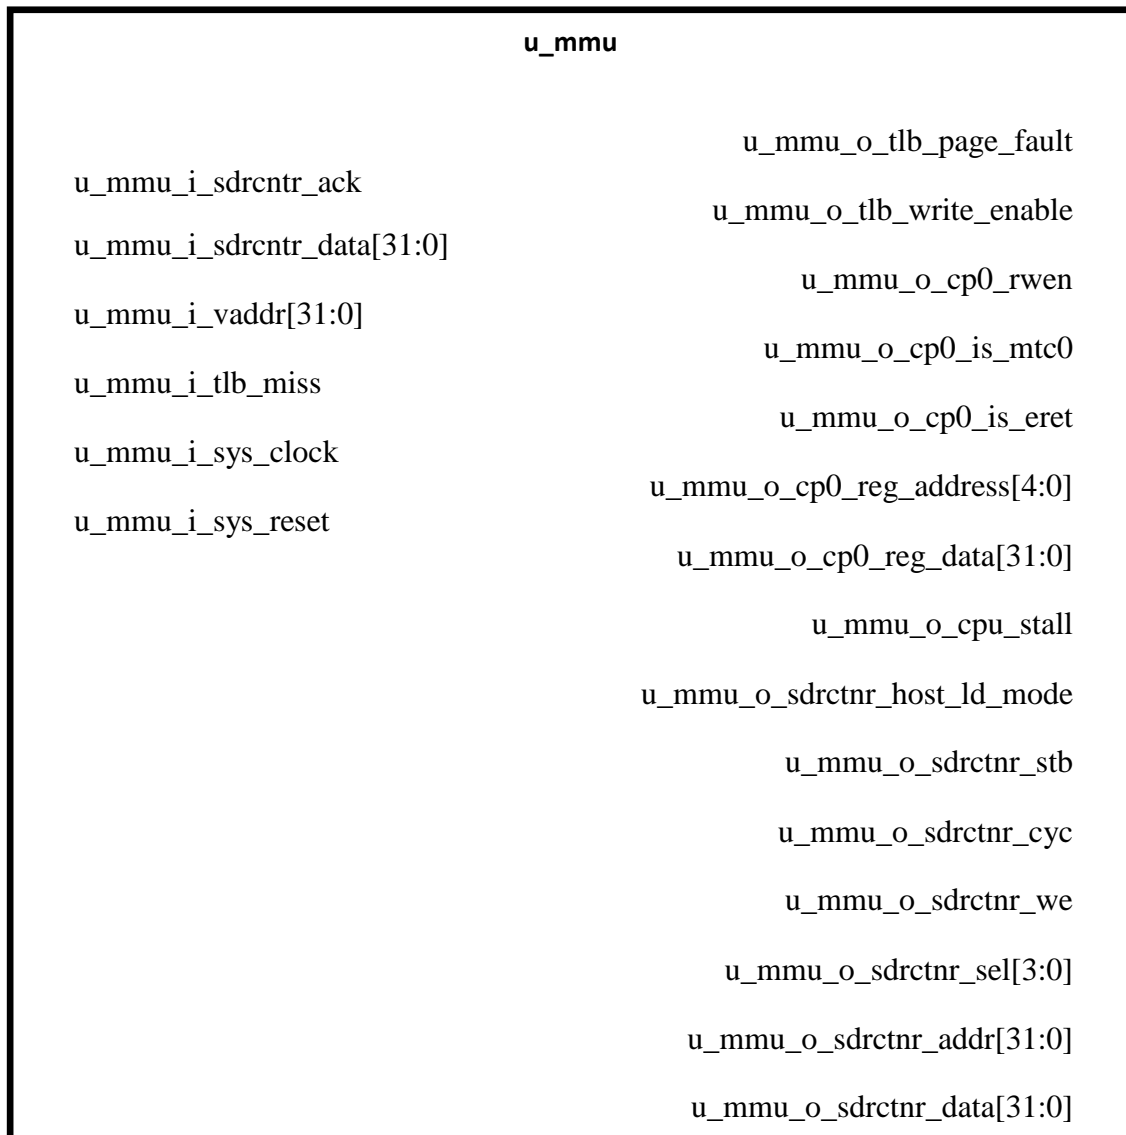 u_mmu
u_mmu_i_sdrcntr_ack
u_mmu_i_sdrcntr_data[31:0]
u_mmu_i_vaddr[31:0]
u_mmu_i_tlb_miss
u_mmu_i_sys_clock
u_mmu_i_sys_reset
u_mmu_o_tlb_page_fault
u_mmu_o_tlb_write_enable
u_mmu_o_cp0_rwen
u_mmu_o_cp0_is_mtc0
u_mmu_o_cp0_is_eret
u_mmu_o_cp0_reg_address[4:0]
u_mmu_o_cp0_reg_data[31:0]
u_mmu_o_cpu_stall
u_mmu_o_sdrctnr_host_ld_mode
u_mmu_o_sdrctnr_stb
u_mmu_o_sdrctnr_cyc
u_mmu_o_sdrctnr_we
u_mmu_o_sdrctnr_sel[3:0]
u_mmu_o_sdrctnr_addr[31:0]
u_mmu_o_sdrctnr_data[31:0]